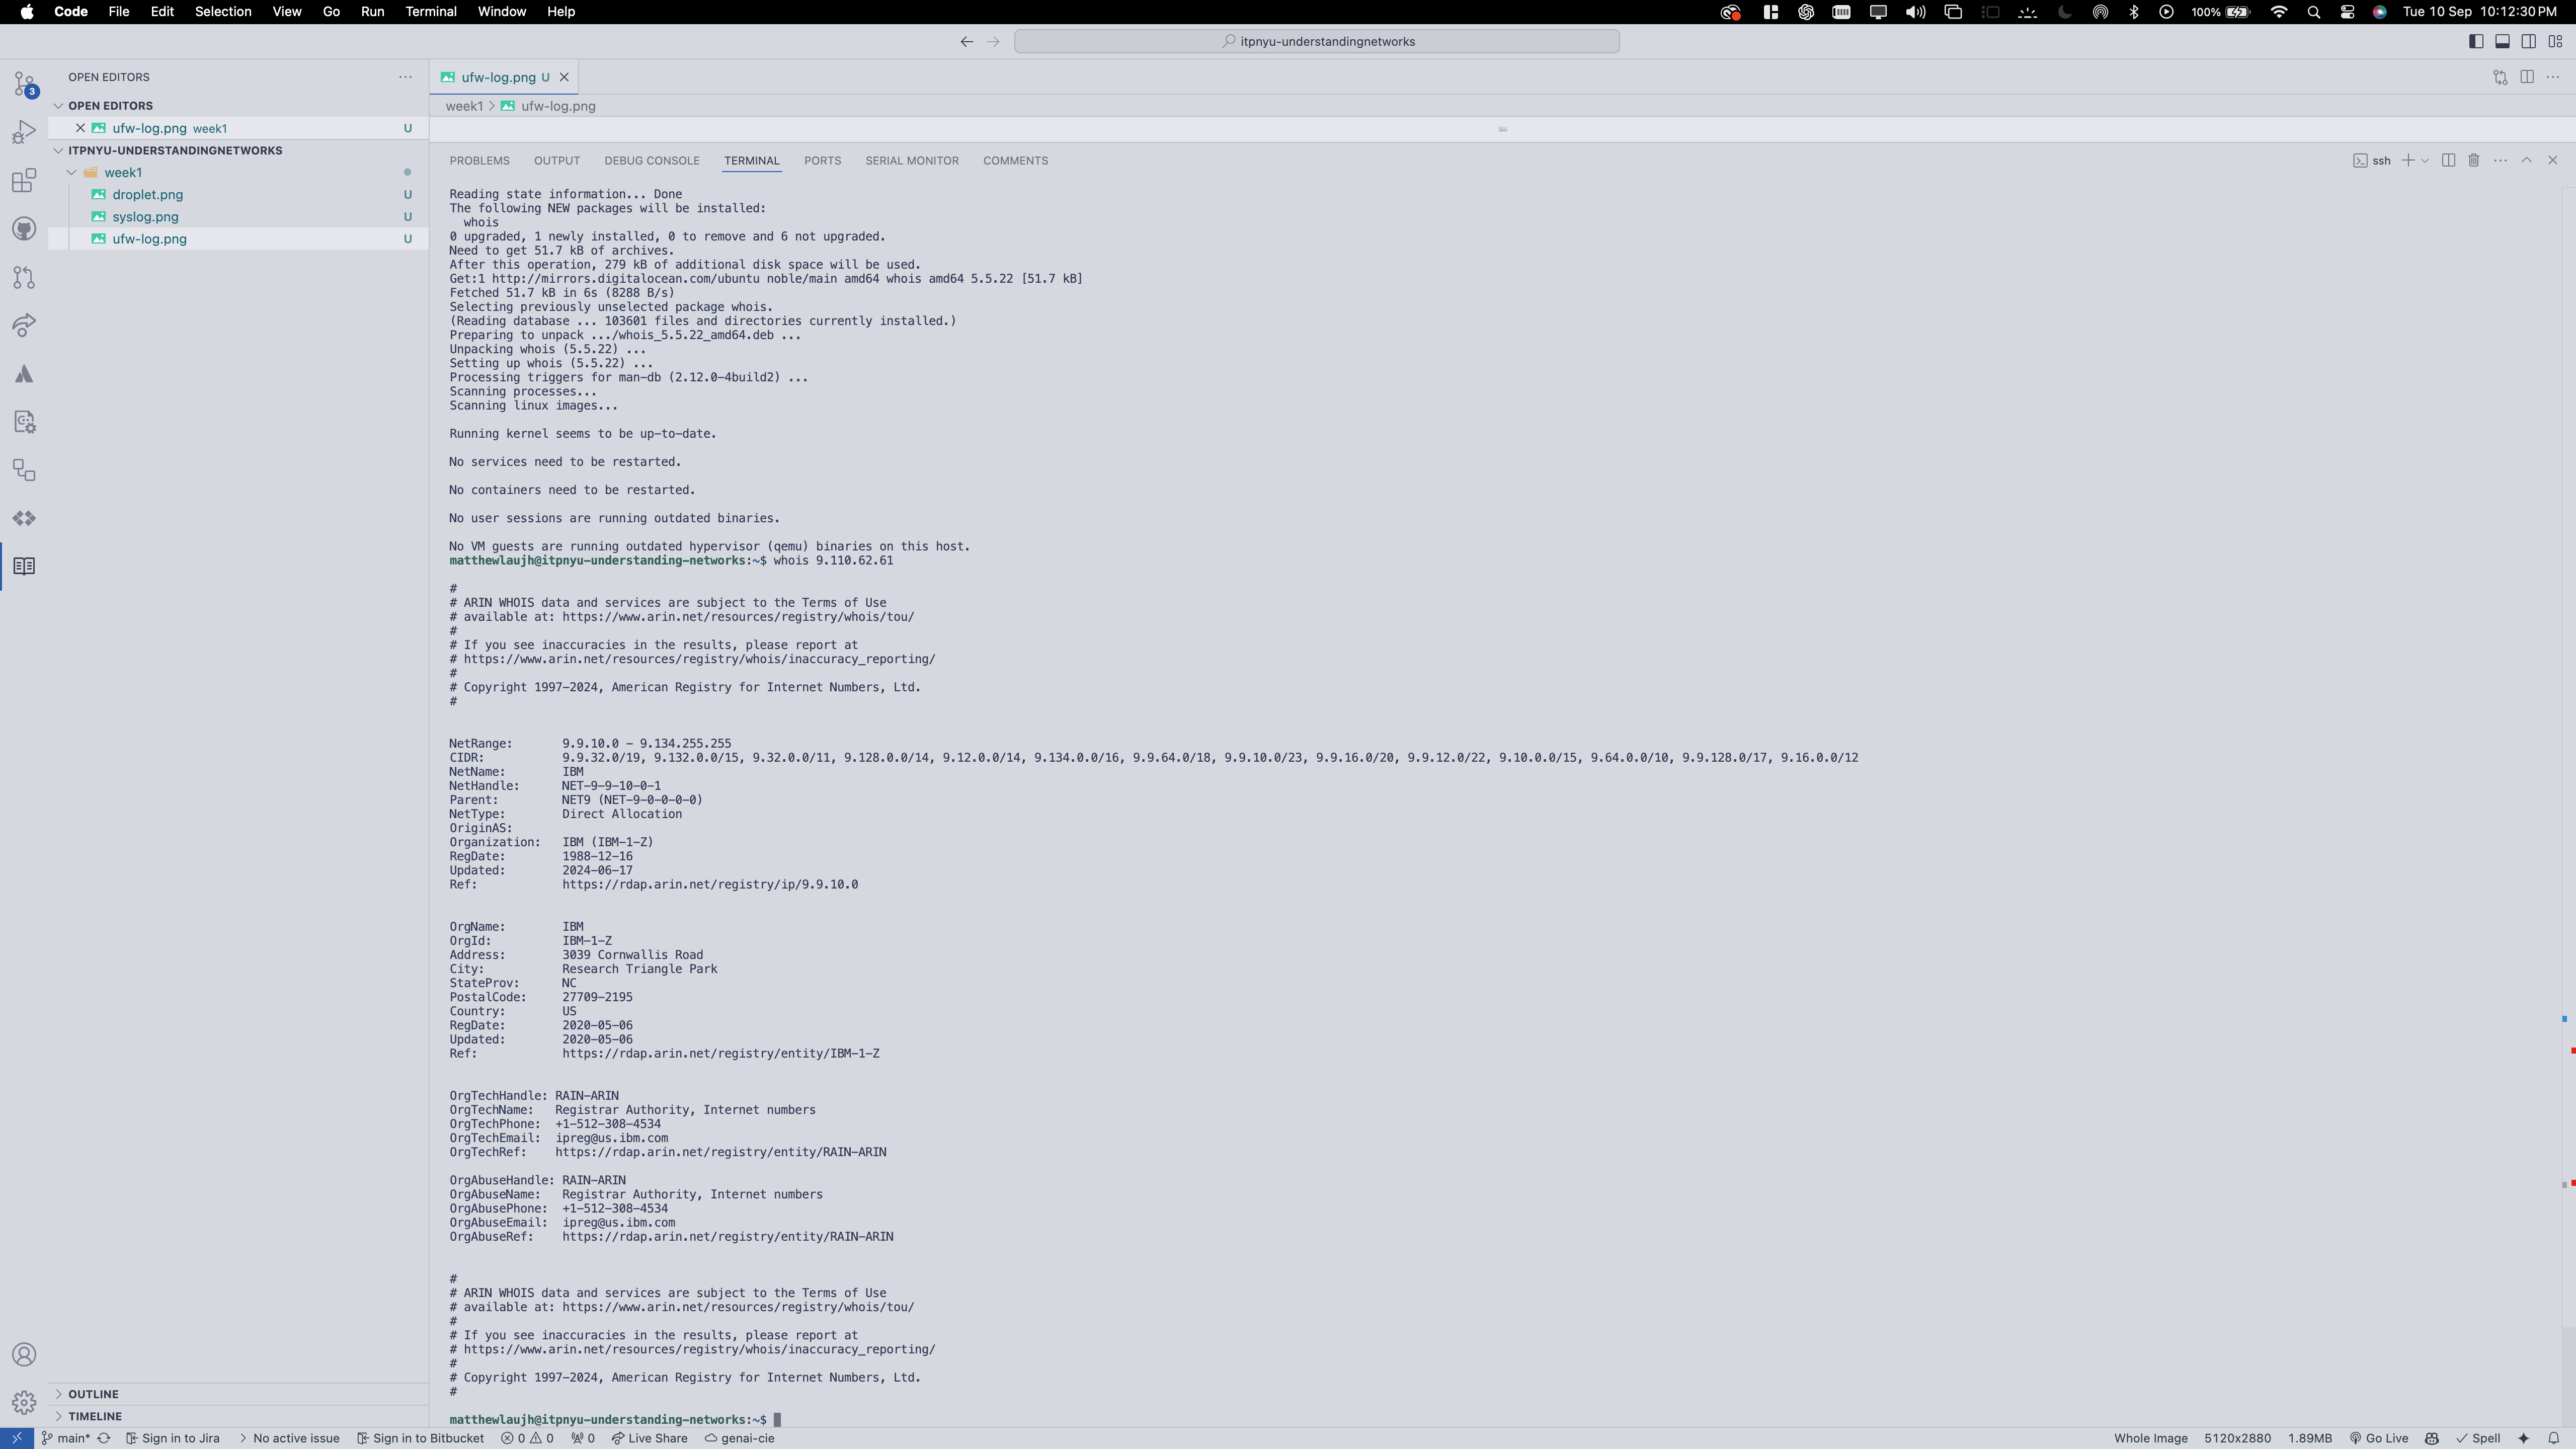 Code File Edit Selection View Go Run Terminal Window Help 100% Tue 10 Sep 10:12:30 PM
itpnyu-understandingnetworks
3
OPEN EDITORS
OPEN EDITORS
ufw-log.png week1 U
ITPNYU-UNDERSTANDINGNETWORKS
week1
droplet.png U
syslog.png U
ufw-log.png U
OUTLINE
TIMELINE
ufw-log.png U
week1 > ufw-log.png
PROBLEMS OUTPUT DEBUG CONSOLE TERMINAL PORTS SERIAL MONITOR COMMENTS ssh
Reading state information... Done
The following NEW packages will be installed:
  whois
0 upgraded, 1 newly installed, 0 to remove and 6 not upgraded.
Need to get 51.7 kB of archives.
After this operation, 279 kB of additional disk space will be used.
Get:1 http://mirrors.digitalocean.com/ubuntu noble/main amd64 whois amd64 5.5.22 [51.7 kB]
Fetched 51.7 kB in 6s (8288 B/s)
Selecting previously unselected package whois.
(Reading database ... 103601 files and directories currently installed.)
Preparing to unpack .../whois_5.5.22_amd64.deb ...
Unpacking whois (5.5.22) ...
Setting up whois (5.5.22) ...
Processing triggers for man-db (2.12.0-4build2) ...
Scanning processes...
Scanning linux images...
Running kernel seems to be up-to-date.
No services need to be restarted.
No containers need to be restarted.
No user sessions are running outdated binaries.
No VM guests are running outdated hypervisor (qemu) binaries on this host.
matthewlaujh@itpnyu-understanding-networks:~$ whois 9.110.62.61
#
# ARIN WHOIS data and services are subject to the Terms of Use
# available at: https://www.arin.net/resources/registry/whois/tou/
#
# If you see inaccuracies in the results, please report at
# https://www.arin.net/resources/registry/whois/inaccuracy_reporting/
#
# Copyright 1997-2024, American Registry for Internet Numbers, Ltd.
#
NetRange: 9.9.10.0 - 9.134.255.255
CIDR: 9.9.32.0/19, 9.132.0.0/15, 9.32.0.0/11, 9.128.0.0/14, 9.12.0.0/14, 9.134.0.0/16, 9.9.64.0/18, 9.9.10.0/23, 9.9.16.0/20, 9.9.12.0/22, 9.10.0.0/15, 9.64.0.0/10, 9.9.128.0/17, 9.16.0.0/12
NetName: IBM
NetHandle: NET-9-9-10-0-1
Parent: NET9 (NET-9-0-0-0-0)
NetType: Direct Allocation
OriginAS:
Organization: IBM (IBM-1-Z)
RegDate: 1988-12-16
Updated: 2024-06-17
Ref: https://rdap.arin.net/registry/ip/9.9.10.0
OrgName: IBM
OrgId: IBM-1-Z
Address: 3039 Cornwallis Road
City: Research Triangle Park
StateProv: NC
PostalCode: 27709-2195
Country: US
RegDate: 2020-05-06
Updated: 2020-05-06
Ref: https://rdap.arin.net/registry/entity/IBM-1-Z
OrgTechHandle: RAIN-ARIN
OrgTechName: Registrar Authority, Internet numbers
OrgTechPhone: +1-512-308-4534
OrgTechEmail: ipreg@us.ibm.com
OrgTechRef: https://rdap.arin.net/registry/entity/RAIN-ARIN
OrgAbuseHandle: RAIN-ARIN
OrgAbuseName: Registrar Authority, Internet numbers
OrgAbusePhone: +1-512-308-4534
OrgAbuseEmail: ipreg@us.ibm.com
OrgAbuseRef: https://rdap.arin.net/registry/entity/RAIN-ARIN
#
# ARIN WHOIS data and services are subject to the Terms of Use
# available at: https://www.arin.net/resources/registry/whois/tou/
#
# If you see inaccuracies in the results, please report at
# https://www.arin.net/resources/registry/whois/inaccuracy_reporting/
#
# Copyright 1997-2024, American Registry for Internet Numbers, Ltd.
#
matthewlaujh@itpnyu-understanding-networks:~$
main* Sign in to Jira > No active issue Sign in to Bitbucket 0 0 0 Live Share genai-cie Whole Image 5120x2880 1.89MB Go Live Spell